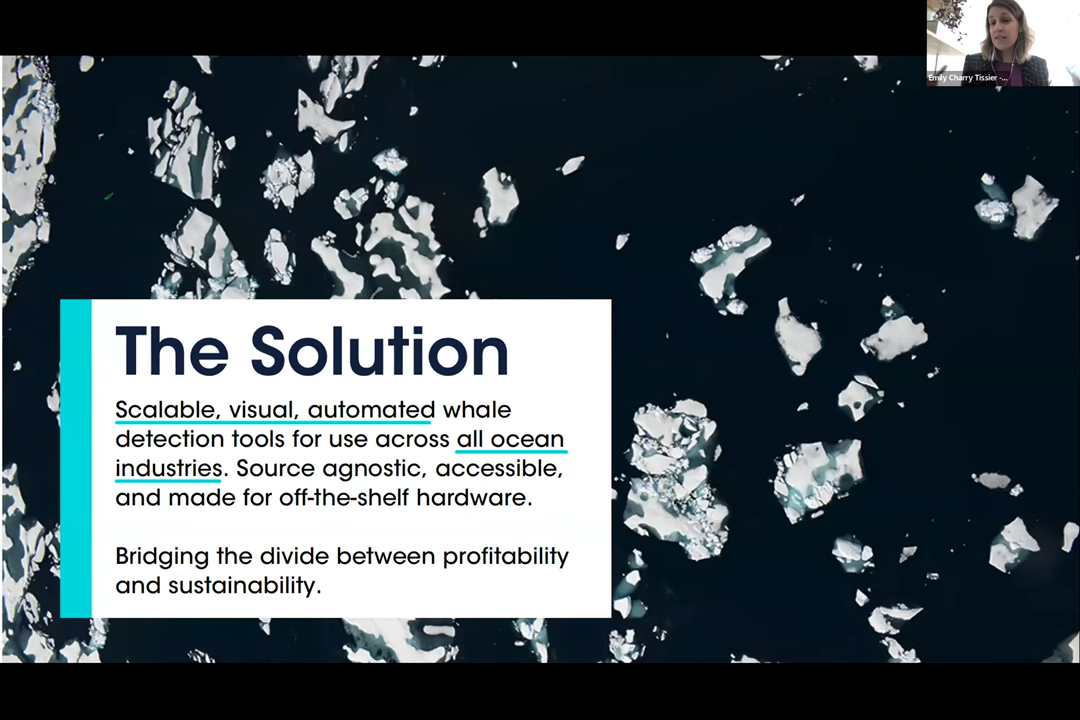 Emily Charry Tissier -...
The Solution
Scalable, visual, automated whale
detection tools for use across all ocean
industries. Source agnostic, accessible,
and made for off-the-shelf hardware.
Bridging the divide between profitability
and sustainability.